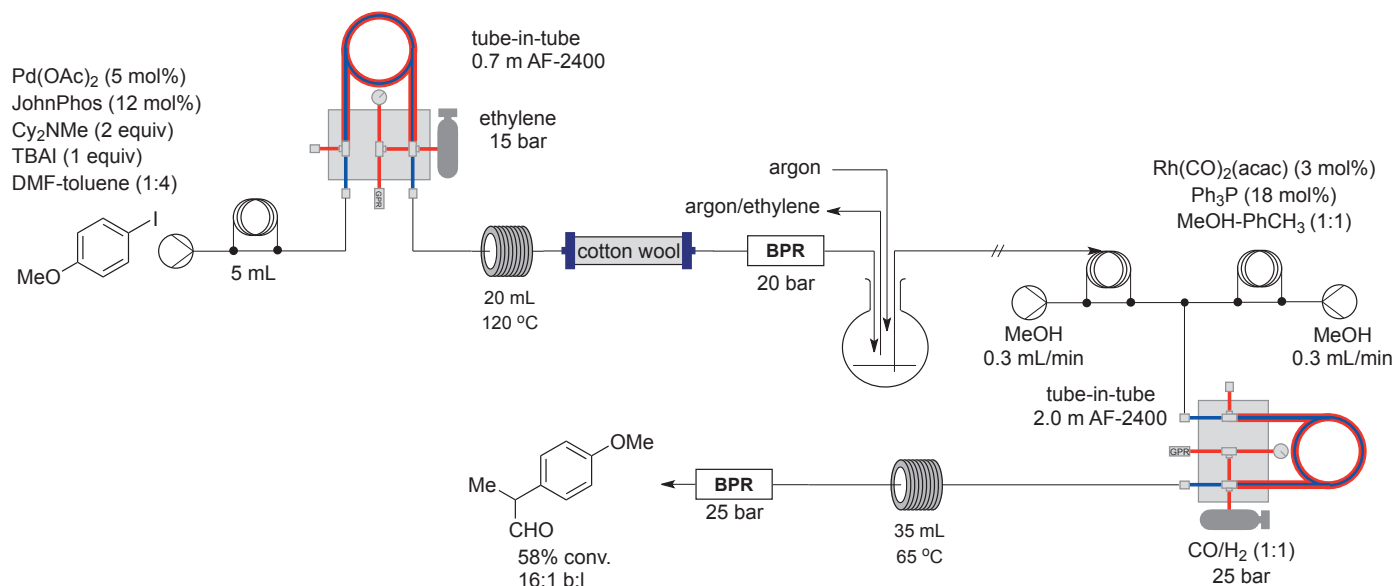 Pd(OAc)₂ (5 mol%)
JohnPhos (12 mol%)
Cy₂NMe (2 equiv)
TBAI (1 equiv)
DMF-toluene (1:4)
I
MeO
5 mL
tube-in-tube
0.7 m AF-2400
ethylene
15 bar
GPR
20 mL
120 ºC
cotton wool
BPR
20 bar
argon
argon/ethylene
Rh(CO)₂(acac) (3 mol%)
Ph₃P (18 mol%)
MeOH-PhCH₃ (1:1)
MeOH
0.3 mL/min
MeOH
0.3 mL/min
tube-in-tube
2.0 m AF-2400
GPR
CO/H₂ (1:1)
25 bar
35 mL
65 ºC
BPR
25 bar
OMe
Me
CHO
58% conv.
16:1 b:l